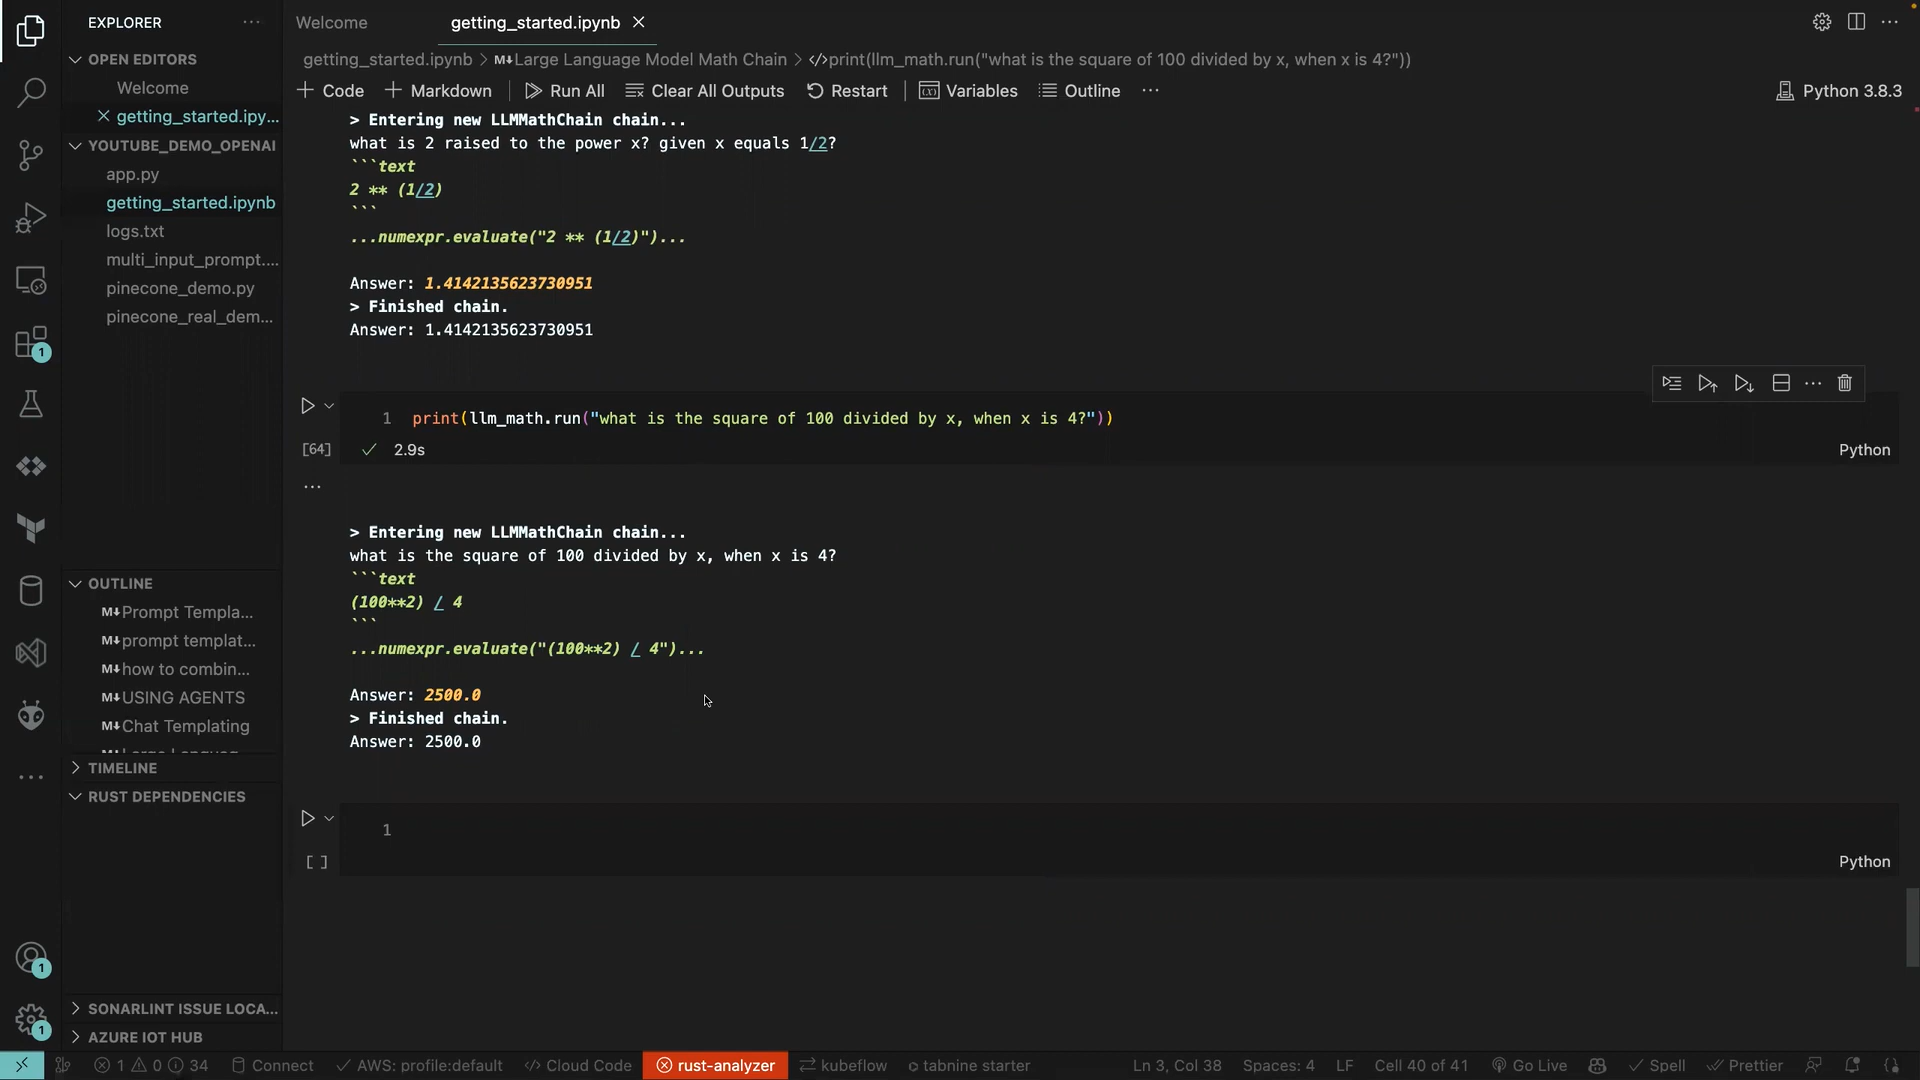 EXPLORER
OPEN EDITORS
Welcome
getting_started.ipy...
YOUTUBE_DEMO_OPENAI
app.py
getting_started.ipynb
logs.txt
multi_input_prompt....
pinecone_demo.py
pinecone_real_dem...
OUTLINE
M↓Prompt Templa...
M↓prompt templat...
M↓how to combin...
M↓USING AGENTS
M↓Chat Templating
TIMELINE
RUST DEPENDENCIES
SONARLINT ISSUE LOCA...
AZURE IOT HUB
1
1
1
Welcome getting_started.ipynb
getting_started.ipynb > M↓Large Language Model Math Chain > </>print(llm_math.run("what is the square of 100 divided by x, when x is 4?"))
+ Code + Markdown Run All Clear All Outputs Restart Variables Outline ... Python 3.8.3
> Entering new LLMMathChain chain...
what is 2 raised to the power x? given x equals 1/2?
```text
2 ** (1/2)
```
...numexpr.evaluate("2 ** (1/2)")...
Answer: 1.4142135623730951
> Finished chain.
Answer: 1.4142135623730951
1 print(llm_math.run("what is the square of 100 divided by x, when x is 4?"))
[64] 2.9s Python
...
> Entering new LLMMathChain chain...
what is the square of 100 divided by x, when x is 4?
```text
(100**2) / 4
```
...numexpr.evaluate("(100**2) / 4")...
Answer: 2500.0
> Finished chain.
Answer: 2500.0
1
[ ] Python
1 0 34 Connect AWS: profile:default Cloud Code rust-analyzer kubeflow tabnine starter Ln 3, Col 38 Spaces: 4 LF Cell 40 of 41 Go Live Spell Prettier